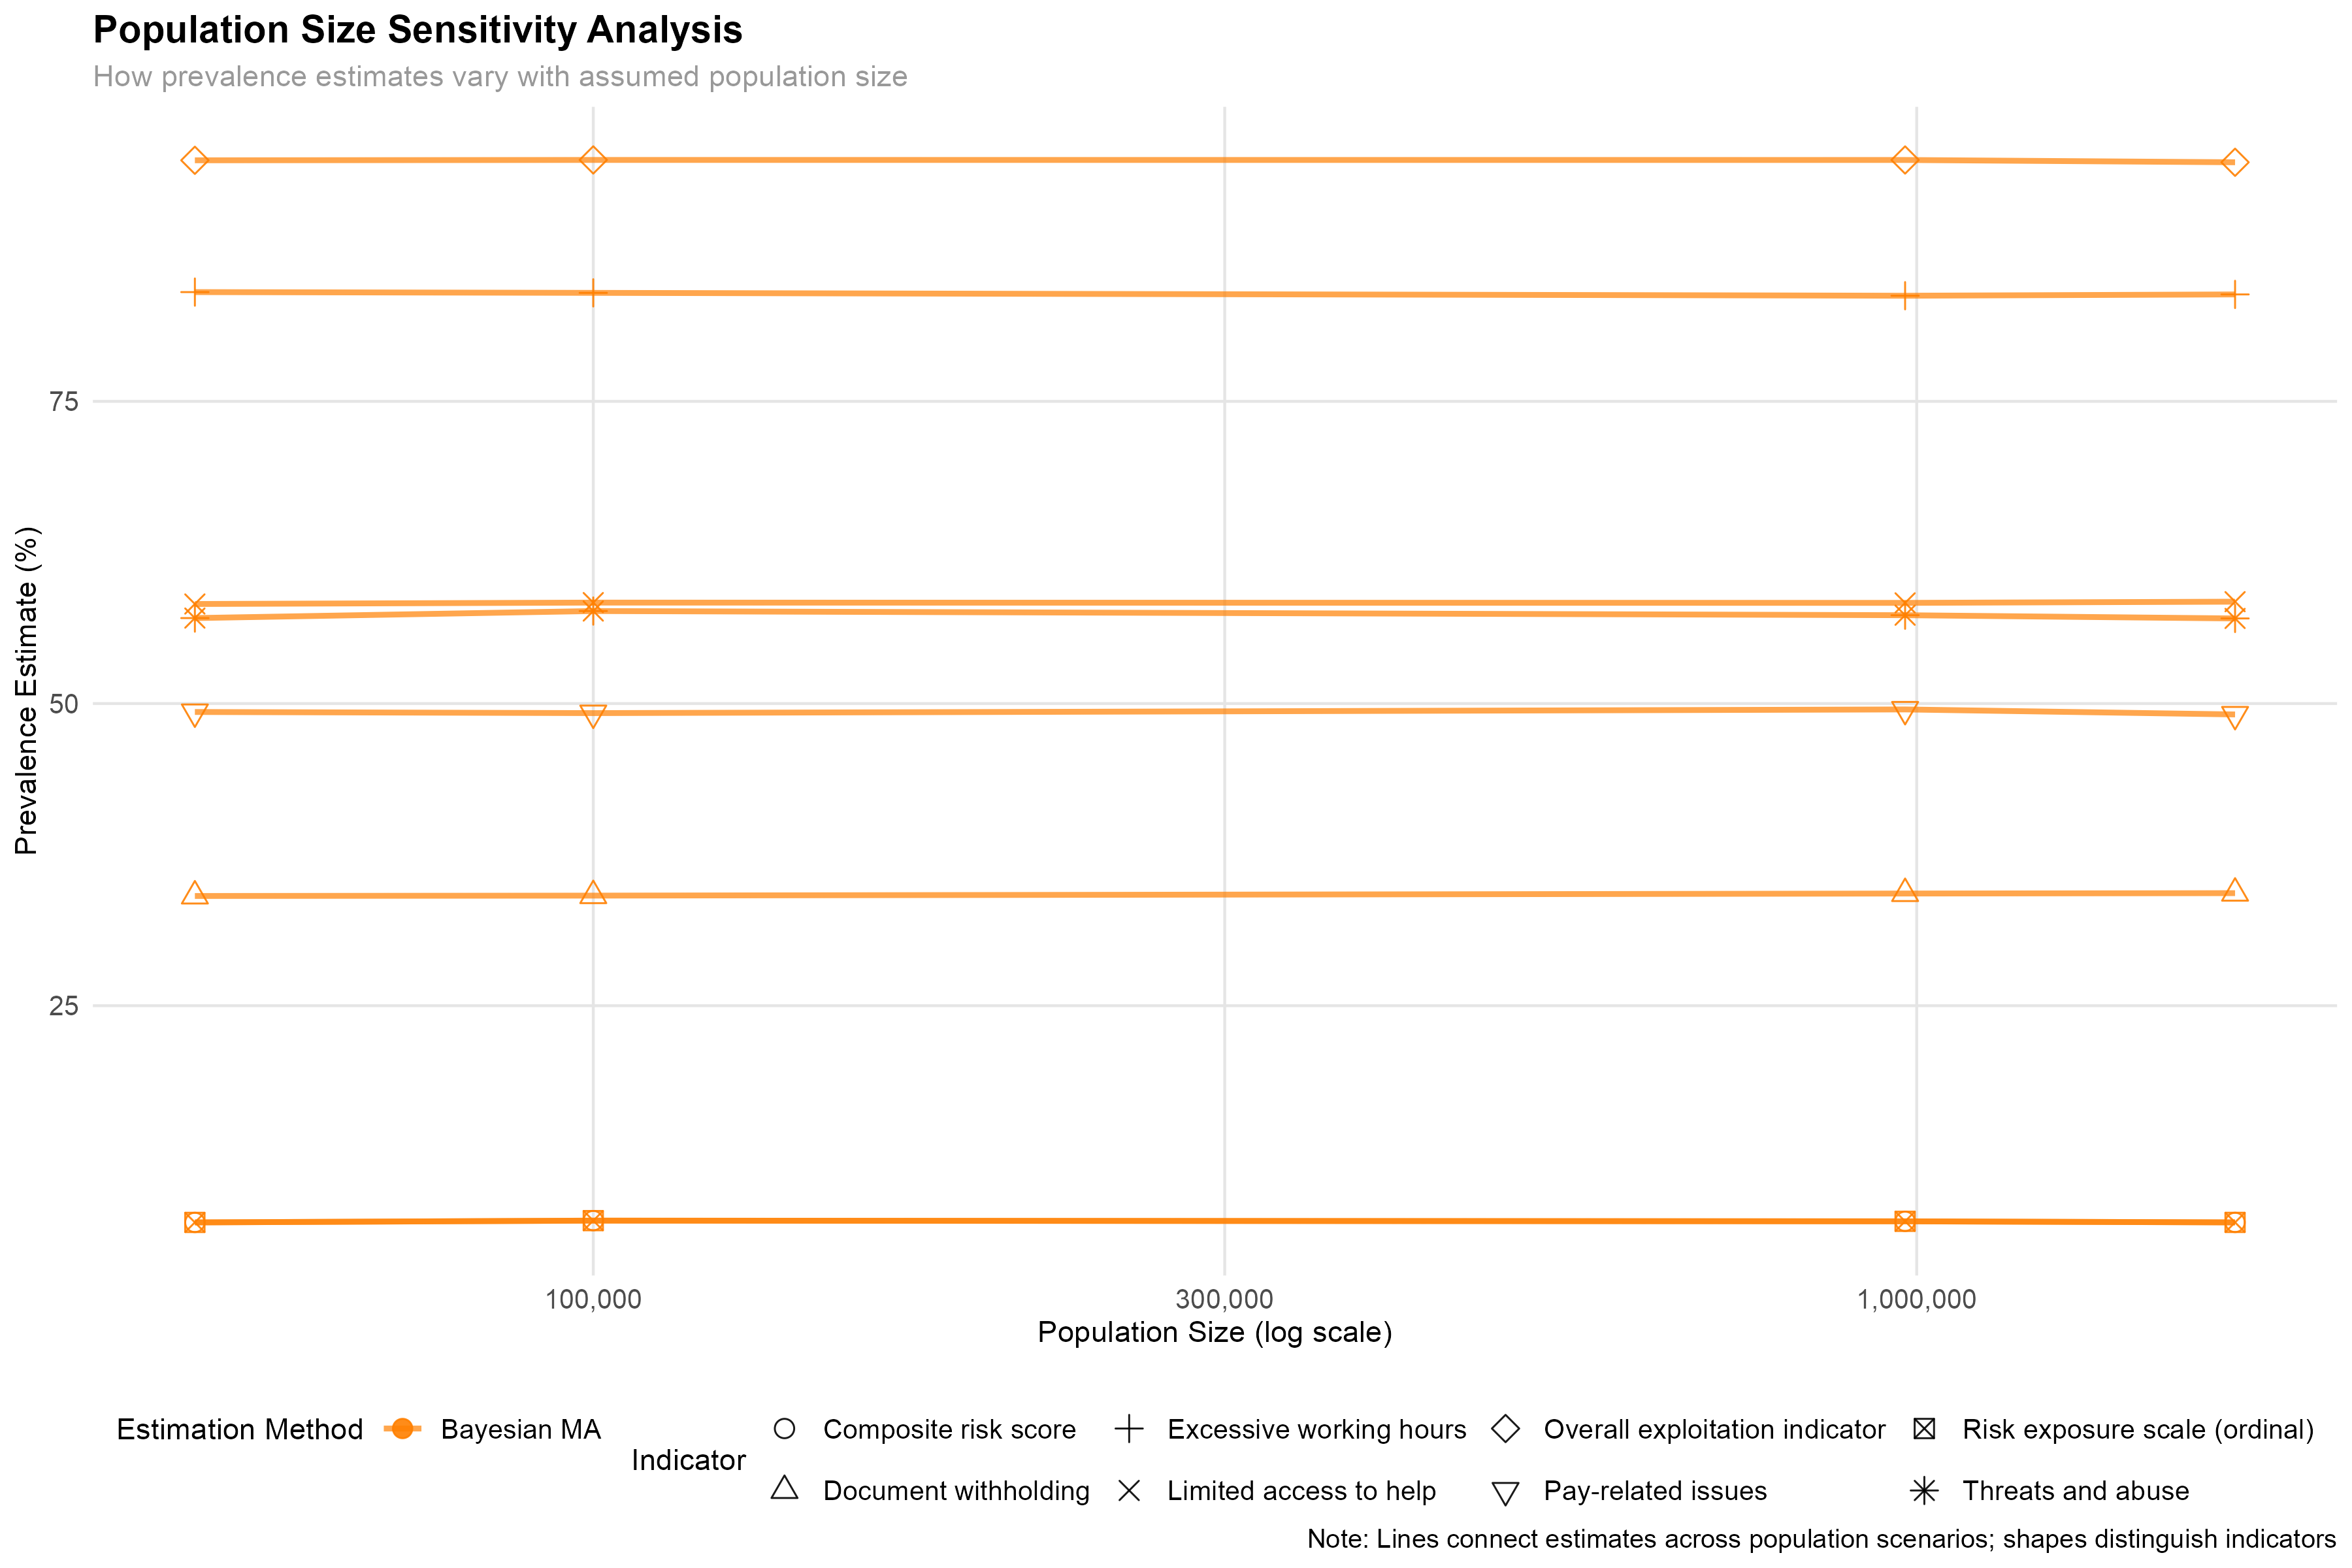 Population Size Sensitivity Analysis
How prevalence estimates vary with assumed population size
Prevalence Estimate (%)
75
50
25
100,000
300,000
1,000,000
Population Size (log scale)
Estimation Method
Bayesian MA
Indicator
Composite risk score
Excessive working hours
Overall exploitation indicator
Risk exposure scale (ordinal)
Document withholding
Limited access to help
Pay-related issues
Threats and abuse
Note: Lines connect estimates across population scenarios; shapes distinguish indicators